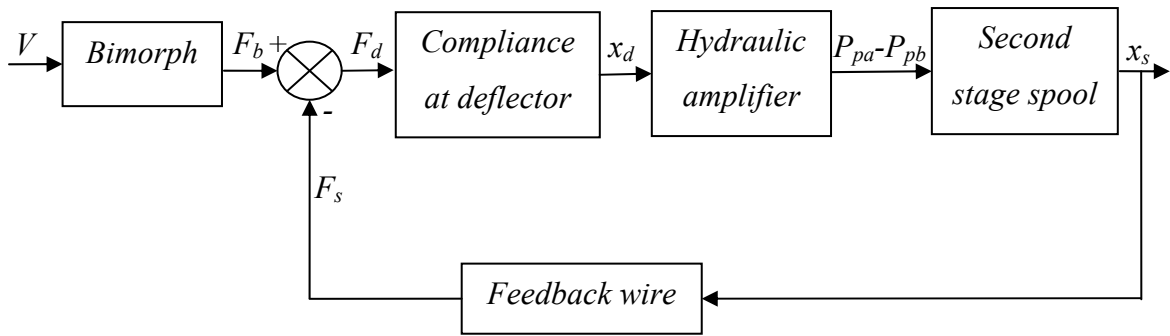 V
Bimorph
F_b +
-
F_d
Compliance
at deflector
x_d
Hydraulic
amplifier
P_pa-P_pb
Second
stage spool
x_s
F_s
Feedback wire